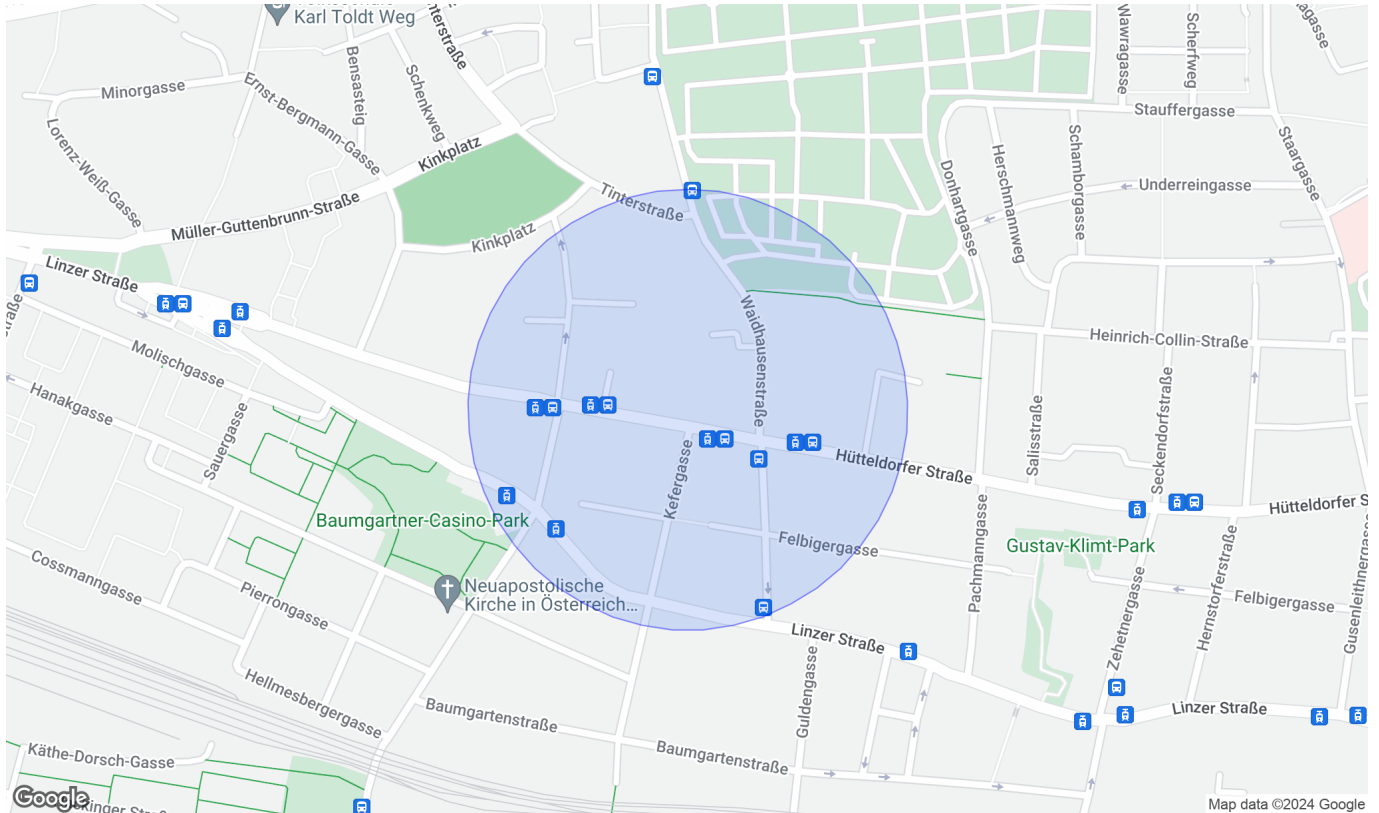 Karl Toldt Weg
Tinterstraße
Wawragasse
Scherfweg
Bensasteig
Schenkweg
Minorgasse
Ernst-Bergmann-Gasse
Stauffergasse
Lorenz-Weiß-Gasse
Kinkplatz
Donhartgasse
Herschmannweg
Schamborgasse
Staargasse
Underreingasse
Tinterstraße
Müller-Guttenbrunn-Straße
Kinkplatz
Linzer Straße
Waidhausenstraße
Heinrich-Collin-Straße
Molischgasse
Hanakgasse
Sauergasse
Salisstraße
Seckendorfstraße
Hütteldorfer Straße
Kefergasse
Hütteldorfer S
Baumgartner-Casino-Park
Felbigergasse
Pachmanngasse
Gustav-Klimt-Park
Cossmanngasse
Pierrongasse
Neuapostolische
Kirche in Österreich...
Zehetnergasse
Hernstorferstraße
Felbigergasse
Gusenleithnergasse
Linzer Straße
Hellmesbergergasse
Guldengasse
Baumgartenstraße
Linzer Straße
Käthe-Dorsch-Gasse
Baumgartenstraße
Google
Map data ©2024 Google